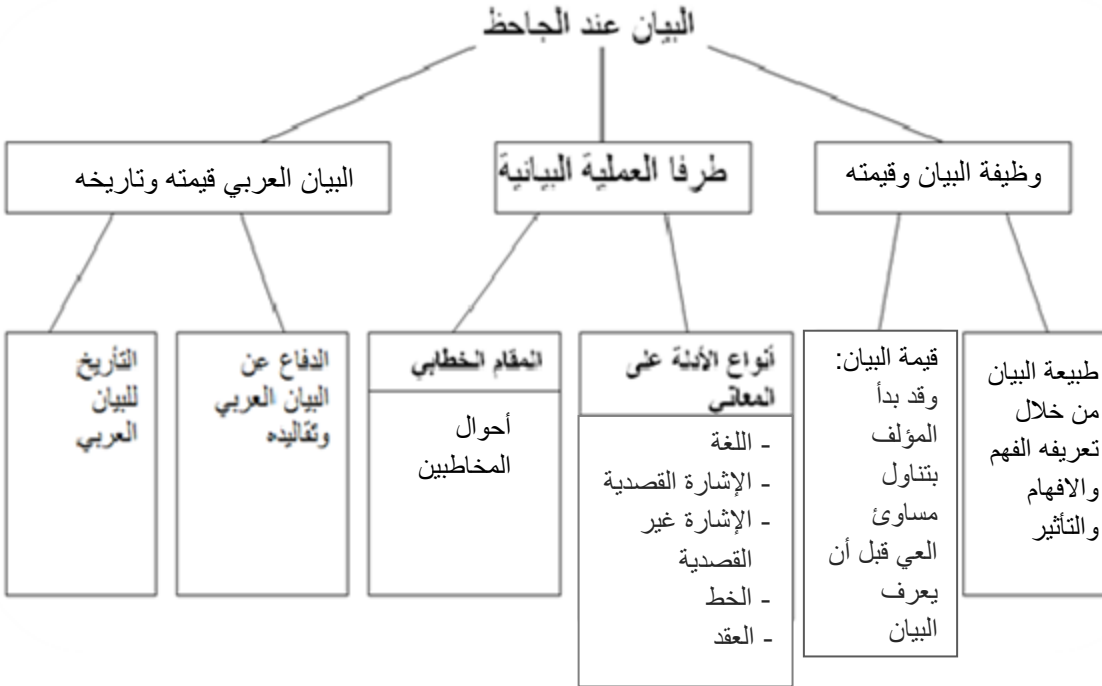 البيان عند الجاحظ
وظيفة البيان وقيمته
طرفا العملية البيانية
البيان العربي قيمته وتاريخه
طبيعة البيان
من خلال
تعريفه الفهم
والافهام
والتأثير
قيمة البيان:
وقد بدأ
المؤلف
بتناول
مساوئ
العي قبل أن
يعرف
البيان
أنواع الأدلة على
المعاني
- اللغة
- الإشارة القصدية
- الإشارة غير
القصدية
- الخط
- العقد
المقام الخطابي
أحوال
المخاطبين
الدفاع عن
البيان العربي
وتقاليده
التأريخ
للبيان
العربي